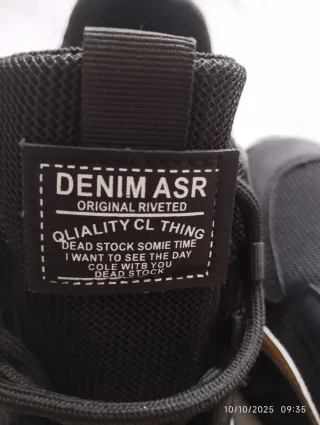 DENIM ASR
ORIGINAL RIVETED
QLIALITY CL THING
DEAD STOCK SOMIE TIME
I WANT TO SEE THE DAY
COLE WITB YOU
DEAD STOCK
10/10/2025 09:35